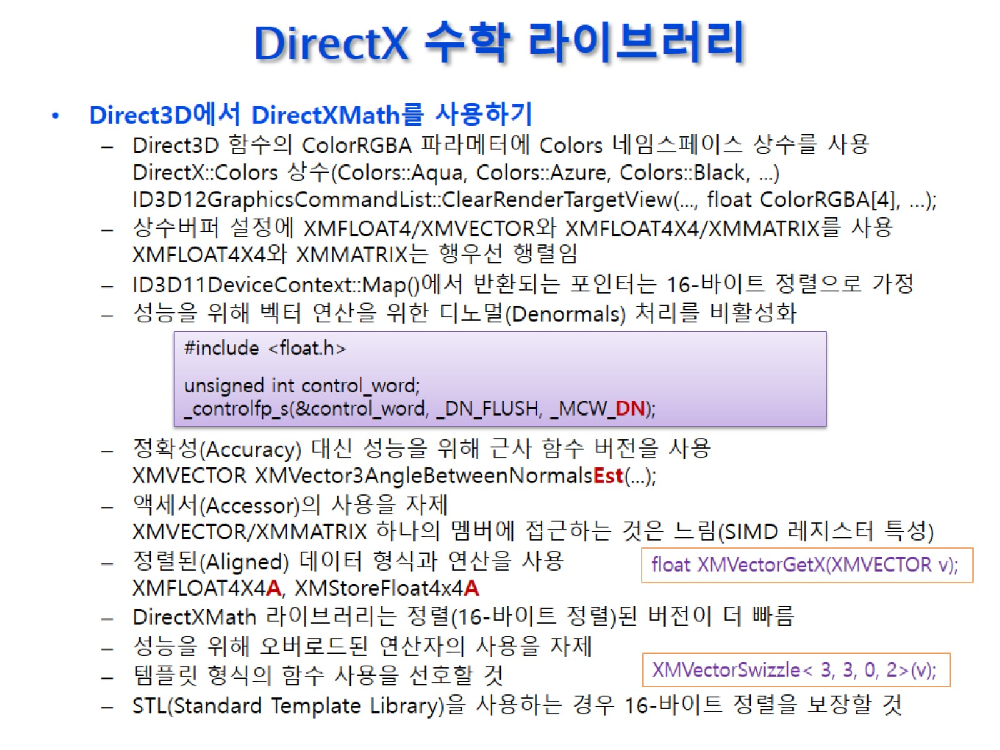 DirectX 수학 라이브러리
• Direct3D에서 DirectXMath를 사용하기
– Direct3D 함수의 ColorRGBA 파라메터에 Colors 네임스페이스 상수를 사용
DirectX::Colors 상수(Colors::Aqua, Colors::Azure, Colors::Black, ...)
ID3D12GraphicsCommandList::ClearRenderTargetView(..., float ColorRGBA[4], ...);
– 상수버퍼 설정에 XMFLOAT4/XMVECTOR와 XMFLOAT4X4/XMMATRIX를 사용
XMFLOAT4X4와 XMMATRIX는 행우선 행렬임
– ID3D11DeviceContext::Map()에서 반환되는 포인터는 16-바이트 정렬으로 가정
– 성능을 위해 벡터 연산을 위한 디노멀(Denormals) 처리를 비활성화
#include <float.h>
unsigned int control_word;
_controlfp_s(&control_word, _DN_FLUSH, _MCW_DN);
– 정확성(Accuracy) 대신 성능을 위해 근사 함수 버전을 사용
XMVECTOR XMVector3AngleBetweenNormalsEst(...);
– 액세서(Accessor)의 사용을 자제
XMVECTOR/XMMATRIX 하나의 멤버에 접근하는 것은 느림(SIMD 레지스터 특성)
– 정렬된(Aligned) 데이터 형식과 연산을 사용
float XMVectorGetX(XMVECTOR v);
XMFLOAT4X4A, XMStoreFloat4x4A
– DirectXMath 라이브러리는 정렬(16-바이트 정렬)된 버전이 더 빠름
– 성능을 위해 오버로드된 연산자의 사용을 자제
– 템플릿 형식의 함수 사용을 선호할 것
XMVectorSwizzle< 3, 3, 0, 2>(v);
– STL(Standard Template Library)을 사용하는 경우 16-바이트 정렬을 보장할 것